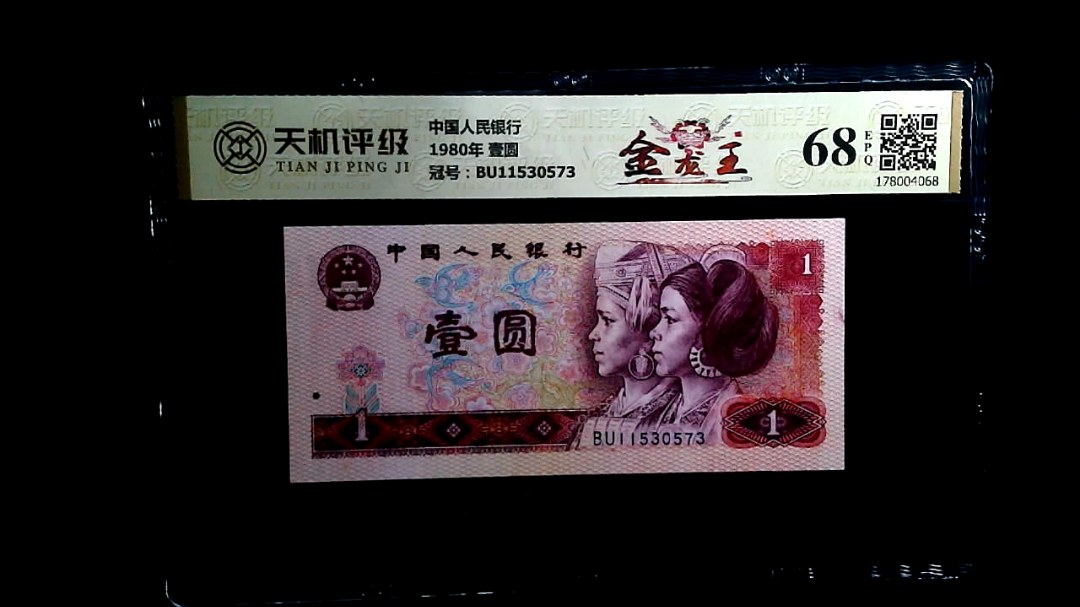 天机评级
TIAN JI PING JI
中国人民银行
1980年 壹圆
冠号：BU11530573
金龙王
68
EPQ
178004068
中国人民银行
1
壹圆
1
BU11530573
1